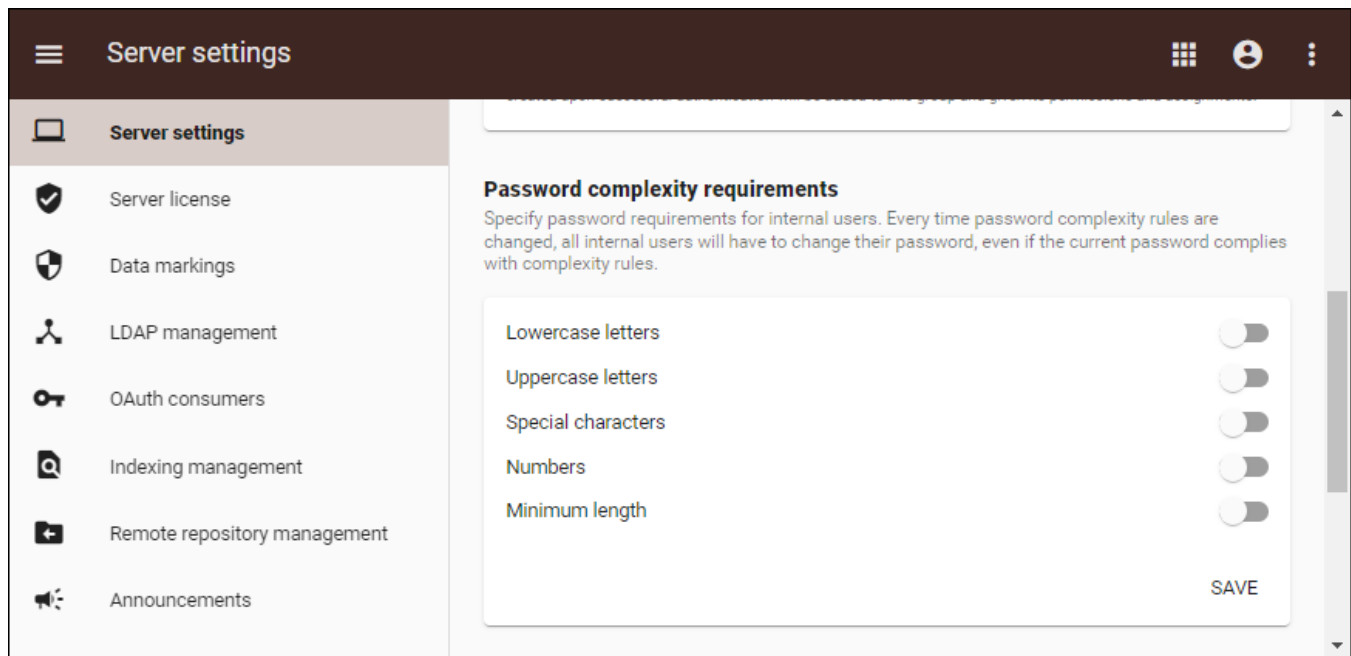 Server settings
Server settings
Server license
Data markings
LDAP management
OAuth consumers
Indexing management
Remote repository management
Announcements
Password complexity requirements
Specify password requirements for internal users. Every time password complexity rules are
changed, all internal users will have to change their password, even if the current password complies
with complexity rules.
Lowercase letters
Uppercase letters
Special characters
Numbers
Minimum length
SAVE